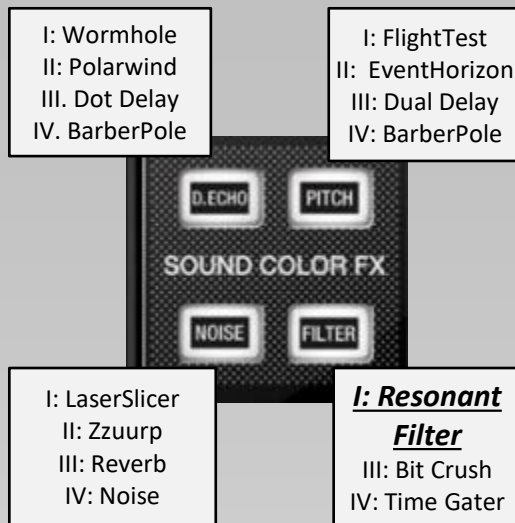 I: Wormhole
II: Polarwind
III. Dot Delay
IV. BarberPole
I: FlightTest
II: EventHorizon
III: Dual Delay
IV: BarberPole
D.ECHO
PITCH
SOUND COLOR FX
NOISE
FILTER
I: LaserSlicer
II: Zzuurp
III: Reverb
IV: Noise
I: Resonant
Filter
III: Bit Crush
IV: Time Gater